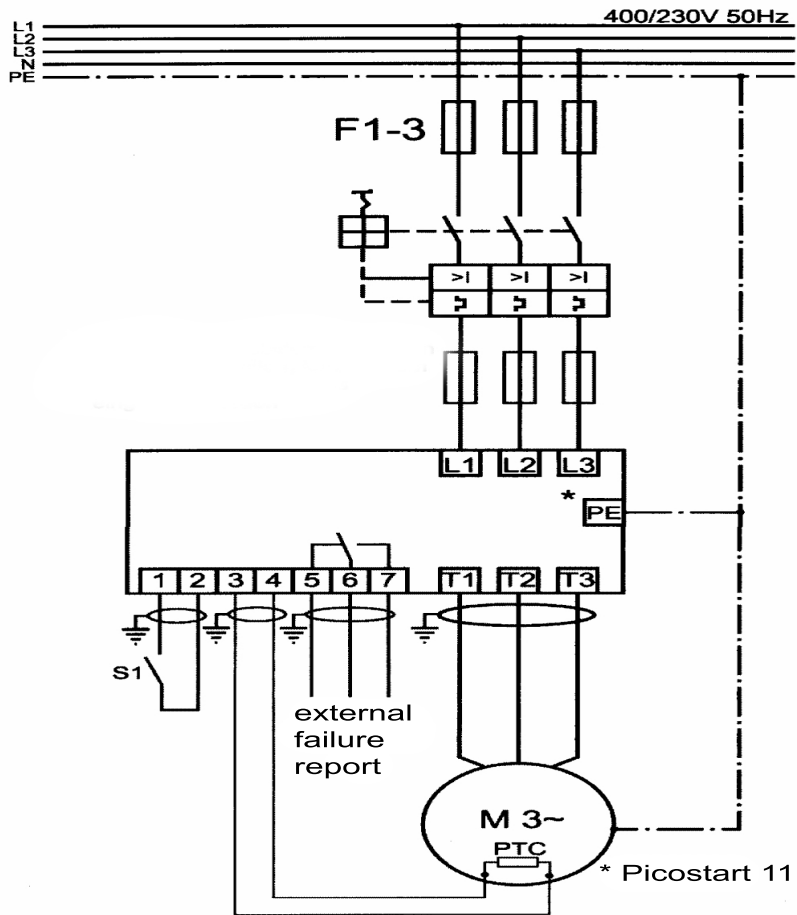 400/230V 50Hz
L1
L2
L3
N
PE
F1-3
>I >I >I
L1 L2 L3
*
PE
1 2 3 4 5 6 7 T1 T2 T3
S1
external
failure
report
M 3~
PTC
* Picostart 11